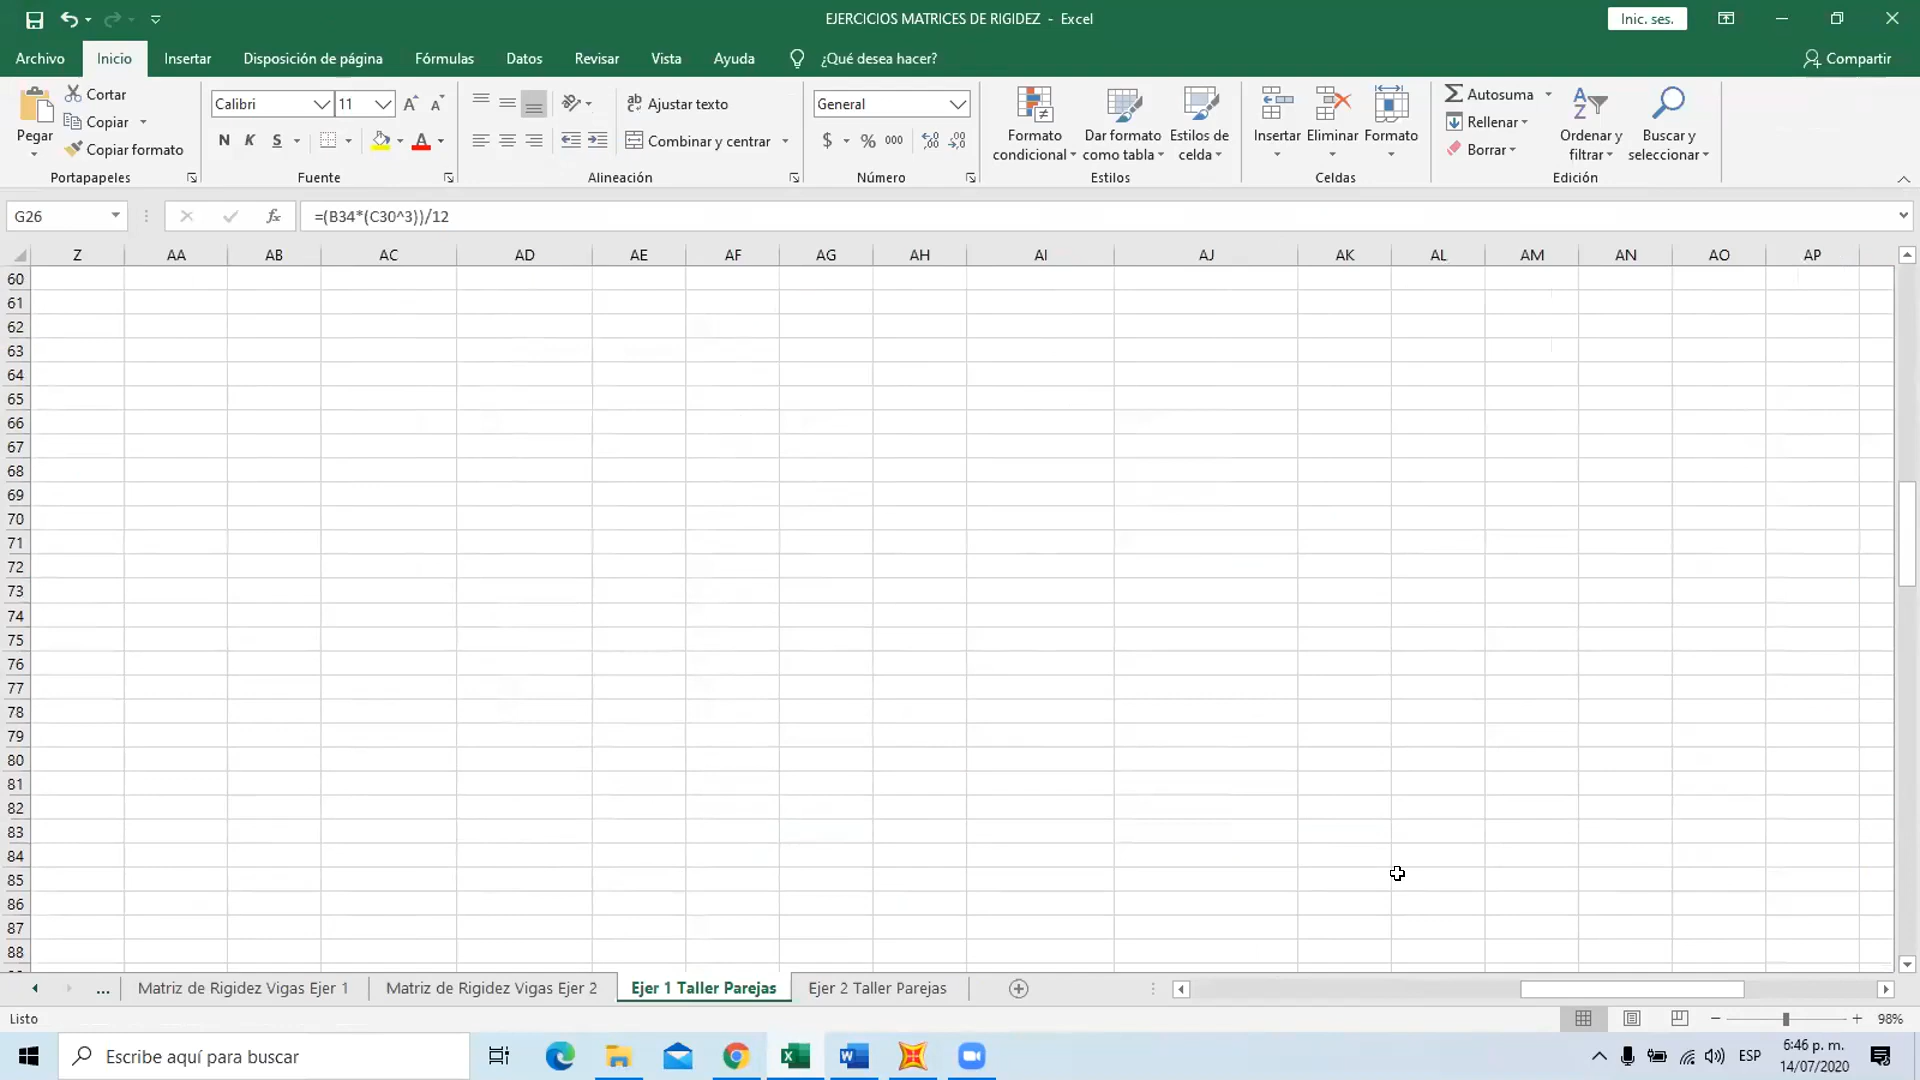 EJERCICIOS MATRICES DE RIGIDEZ - Excel
Inic. ses.
Archivo Inicio Insertar Disposición de página Fórmulas Datos Revisar Vista Ayuda ¿Qué desea hacer? Compartir
Pegar
Cortar
Copiar
Copiar formato
Portapapeles
Calibri 11
N K S
Fuente
Ajustar texto
Combinar y centrar
Alineación
General
$ % 000
Número
Formato condicional
Dar formato como tabla
Estilos de celda
Estilos
Insertar Eliminar Formato
Celdas
Autosuma
Rellenar
Borrar
Ordenar y filtrar
Buscar y seleccionar
Edición
G26 fx =(B34*(C30^3))/12
Z AA AB AC AD AE AF AG AH AI AJ AK AL AM AN AO AP
60
61
62
63
64
65
66
67
68
69
70
71
72
73
74
75
76
77
78
79
80
81
82
83
84
85
86
87
88
... Matriz de Rigidez Vigas Ejer 1 Matriz de Rigidez Vigas Ejer 2 Ejer 1 Taller Parejas Ejer 2 Taller Parejas
Listo 98%
Escribe aquí para buscar
ESP
6:46 p. m.
14/07/2020